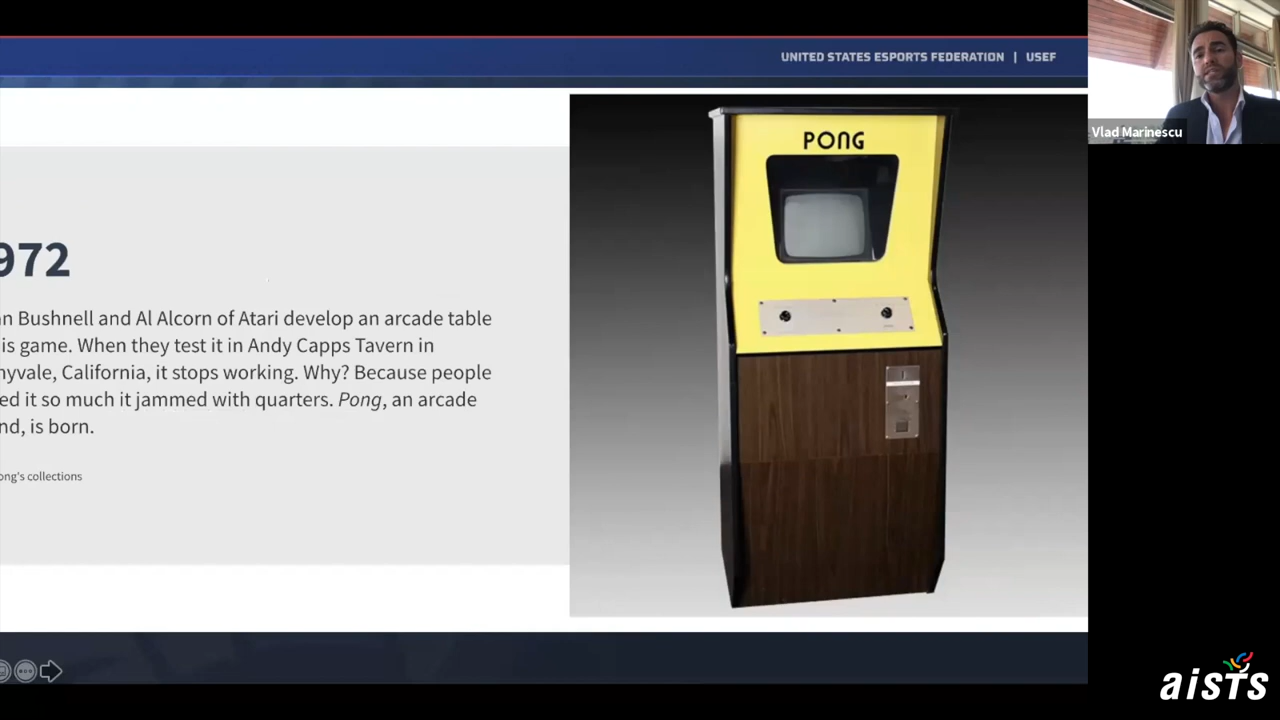 UNITED STATES ESPORTS FEDERATION | USEF
PONG
Vlad Marinescu
972
n Bushnell and Al Alcorn of Atari develop an arcade table
is game. When they test it in Andy Capps Tavern in
nyvale, California, it stops working. Why? Because people
ed it so much it jammed with quarters. Pong, an arcade
nd, is born.
ong's collections
aisTs